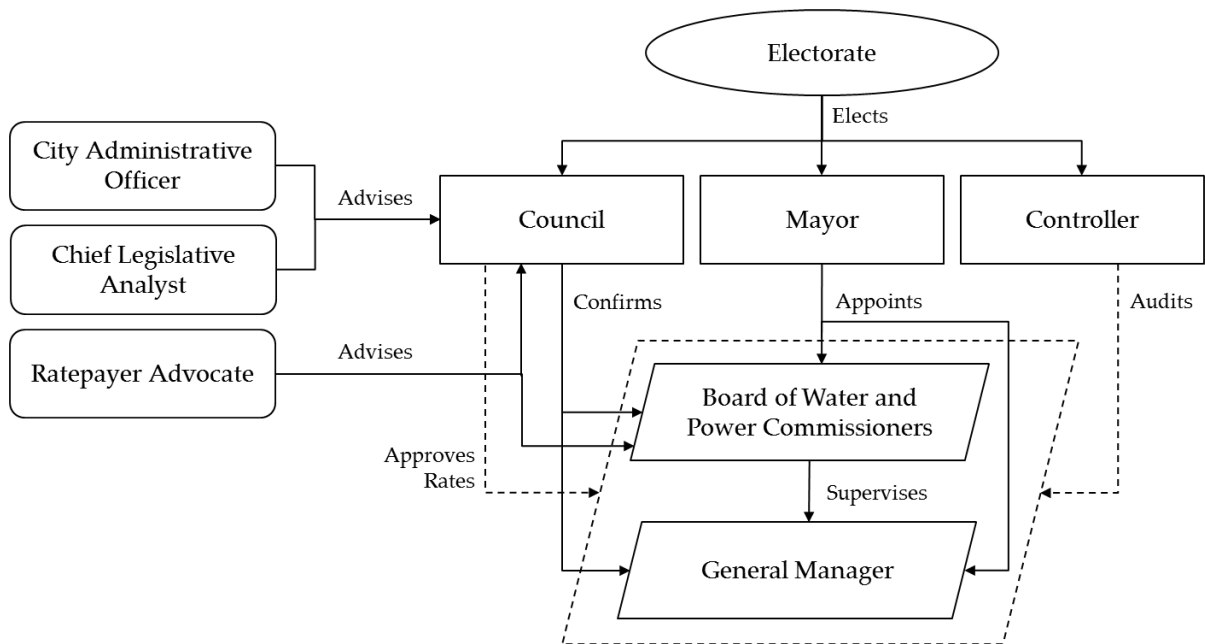 Electorate
Elects
City Administrative
Officer
Advises
Council
Mayor
Controller
Chief Legislative
Analyst
Confirms
Appoints
Audits
Ratepayer Advocate
Advises
Board of Water and
Power Commissioners
Approves
Rates
Supervises
General Manager